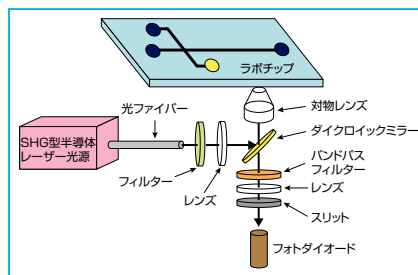 ラボチップ
対物レンズ
光ファイバー
ダイクロイックミラー
SHG型半導体
レーザー光源
バンドパス
フィルター
フィルター
レンズ
レンズ
スリット
フォトダイオード